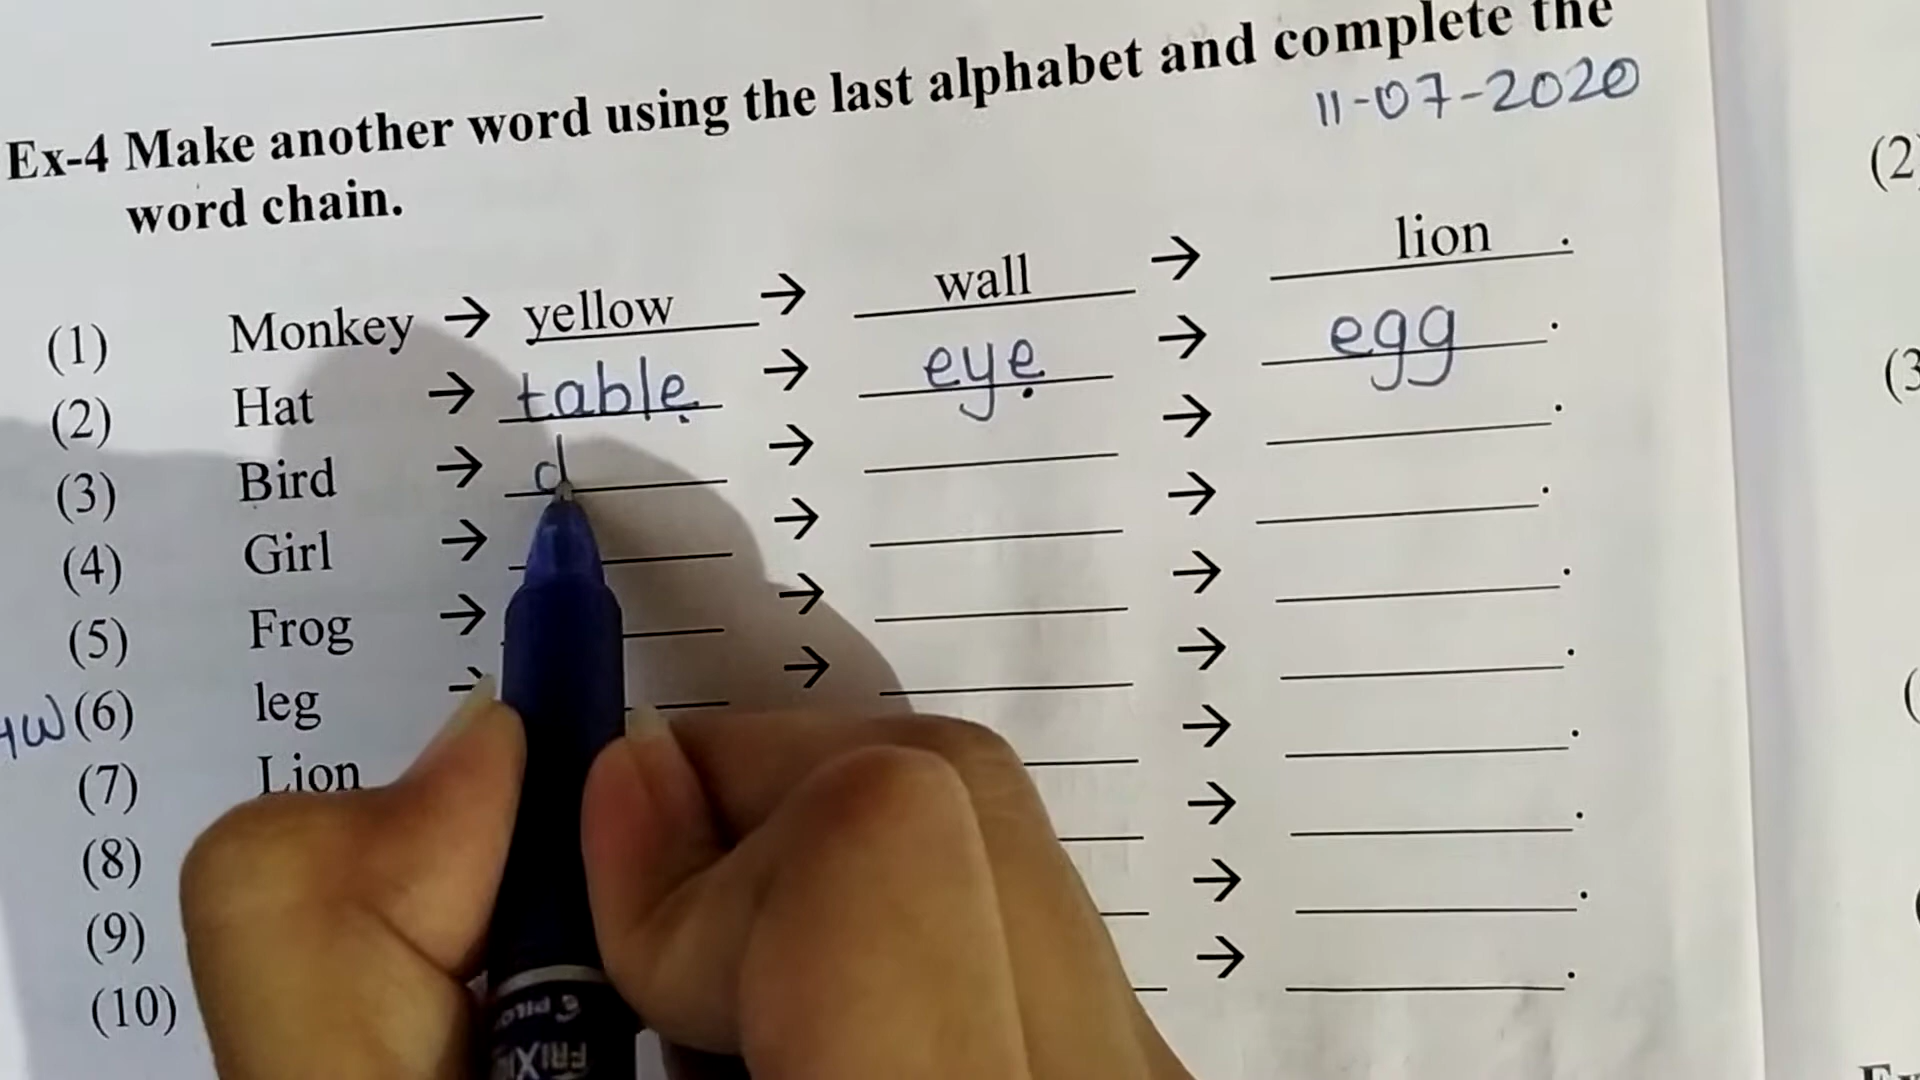 Ex-4 Make another word using the last alphabet and complete the
11-07-2020
word chain.
(1) Monkey → yellow → wall → lion .
(2) Hat → table → eye → egg .
(3) Bird → d → → .
(4) Girl → → → .
(5) Frog → → → .
HW (6) leg → → → .
(7) Lion → .
(8) → .
(9) → .
(10) → .
(2)
(3
(
PILOT
FRIXI